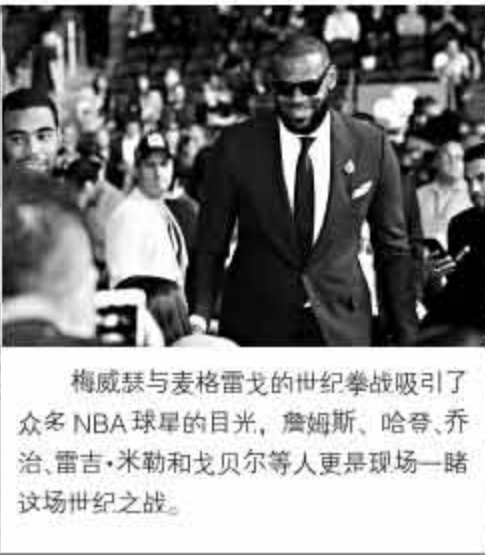 梅威瑟与麦格雷戈的世纪拳战吸引了
众多NBA球星的目光，詹姆斯、哈登、乔
治、雷吉·米勒和戈贝尔等人更是现场一睹
这场世纪之战。